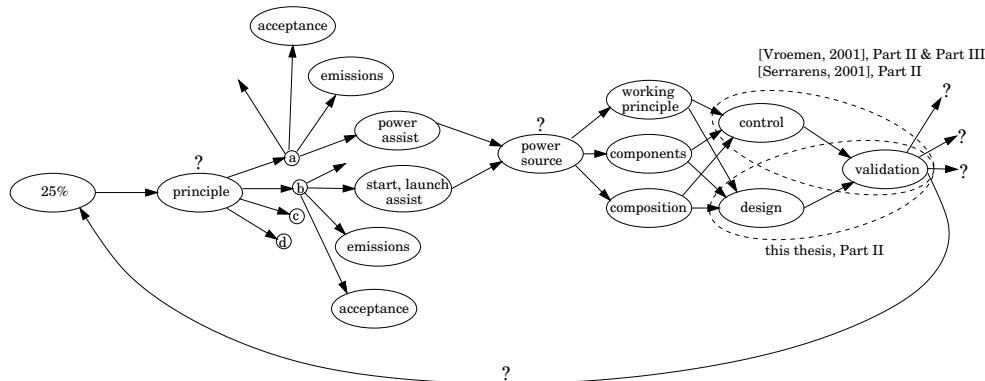 acceptance
emissions
[Vroemen, 2001], Part II & Part III
[Serrarens, 2001], Part II
?
working
principle
power
assist
?
control
?
?
a
power
source
components
validation
?
25%
principle
b
start, launch
assist
composition
design
c
d
emissions
this thesis, Part II
acceptance
?